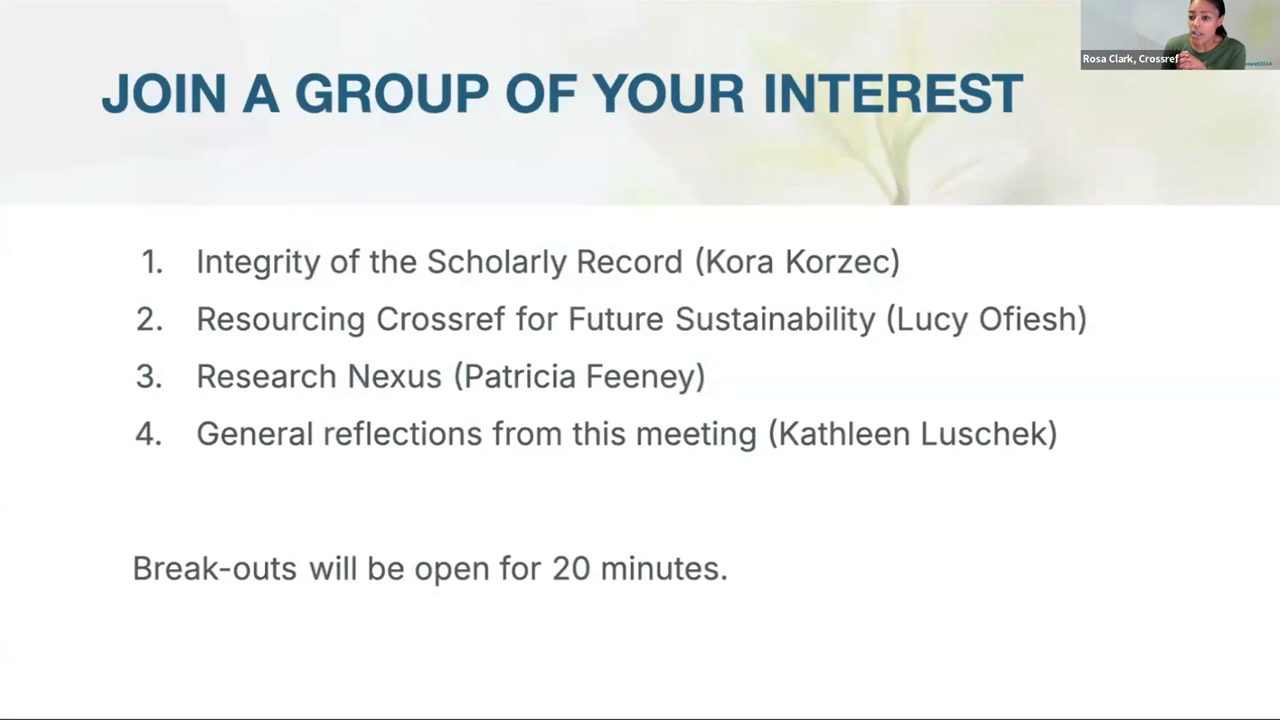 JOIN A GROUP OF YOUR INTEREST
Rosa Clark, Crossref
1. Integrity of the Scholarly Record (Kora Korzec)
2. Resourcing Crossref for Future Sustainability (Lucy Ofiesh)
3. Research Nexus (Patricia Feeney)
4. General reflections from this meeting (Kathleen Luschek)
Break-outs will be open for 20 minutes.